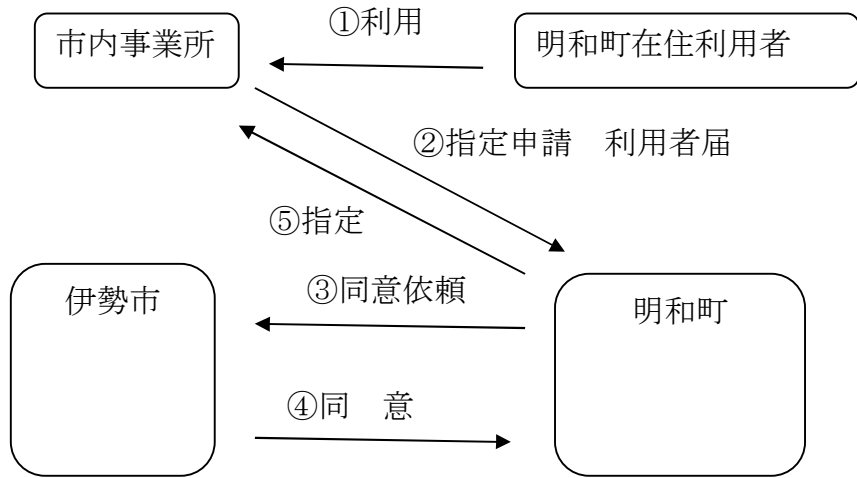 ①利用
市内事業所
明和町在住利用者
②指定申請　利用者届
⑤指定
③同意依頼
伊勢市
明和町
④同　意